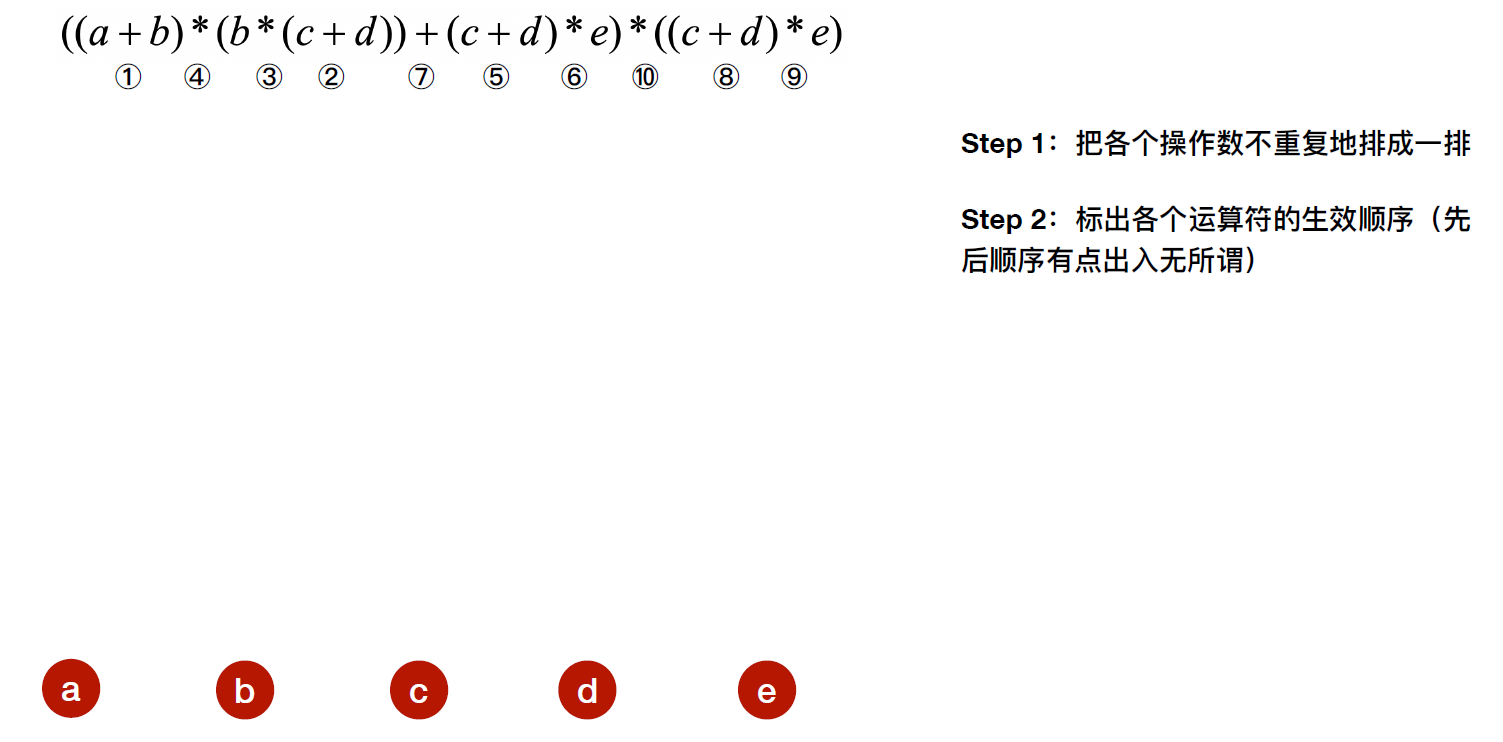 ((a+b)*(b*(c+d))+(c+d)*e)*((c+d)*e)
① ④ ③ ② ⑦ ⑤ ⑥ ⑩ ⑧ ⑨
Step 1：把各个操作数不重复地排成一排
Step 2：标出各个运算符的生效顺序（先
后顺序有点出入无所谓）
a b c d e